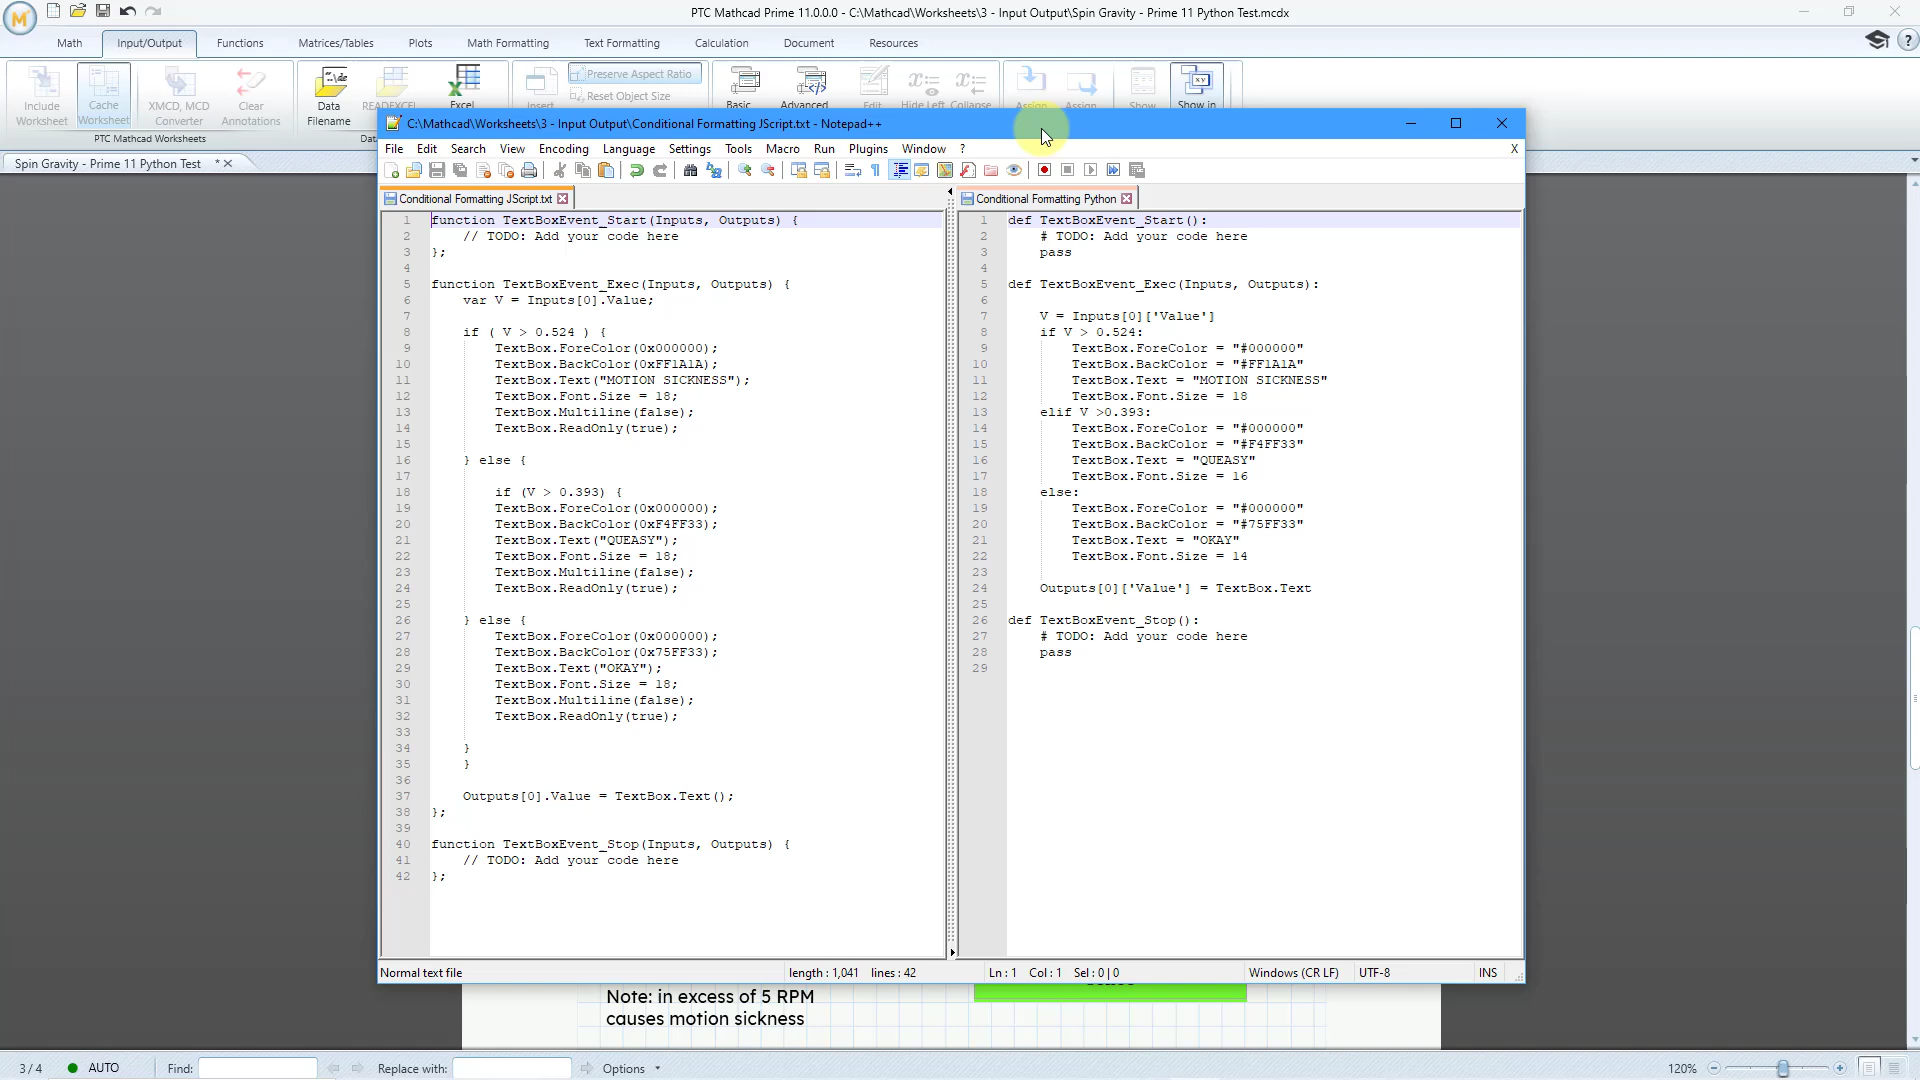 PTC Mathcad Prime 11.0.0.0 - C:\Mathcad\Worksheets\3 - Input Output\Spin Gravity - Prime 11 Python Test.mcdx
Math Input/Output Functions Matrices/Tables Plots Math Formatting Text Formatting Calculation Document Resources
Include Worksheet
Cache Worksheet
XMCD, MCD Converter
Clear Annotations
PTC Mathcad Worksheets
Data Filename
READEXCEL
Excel
Insert
Preserve Aspect Ratio
Reset Object Size
Basic
Advanced
Edit
Hide Left
Collapse
Assign
Assign
Show
Show in
Spin Gravity - Prime 11 Python Test *
C:\Mathcad\Worksheets\3 - Input Output\Conditional Formatting JScript.txt - Notepad++
File Edit Search View Encoding Language Settings Tools Macro Run Plugins Window ? X
Conditional Formatting JScript.txt
1 function TextBoxEvent_Start(Inputs, Outputs) {
2 // TODO: Add your code here
3 };
4
5 function TextBoxEvent_Exec(Inputs, Outputs) {
6 var V = Inputs[0].Value;
7
8 if ( V > 0.524 ) {
9 TextBox.ForeColor(0x000000);
10 TextBox.BackColor(0xFF1A1A);
11 TextBox.Text("MOTION SICKNESS");
12 TextBox.Font.Size = 18;
13 TextBox.Multiline(false);
14 TextBox.ReadOnly(true);
15
16 } else {
17
18 if (V > 0.393) {
19 TextBox.ForeColor(0x000000);
20 TextBox.BackColor(0xF4FF33);
21 TextBox.Text("QUEASY");
22 TextBox.Font.Size = 18;
23 TextBox.Multiline(false);
24 TextBox.ReadOnly(true);
25
26 } else {
27 TextBox.ForeColor(0x000000);
28 TextBox.BackColor(0x75FF33);
29 TextBox.Text("OKAY");
30 TextBox.Font.Size = 18;
31 TextBox.Multiline(false);
32 TextBox.ReadOnly(true);
33
34 }
35 }
36
37 Outputs[0].Value = TextBox.Text();
38 };
39
40 function TextBoxEvent_Stop(Inputs, Outputs) {
41 // TODO: Add your code here
42 };
Conditional Formatting Python
1 def TextBoxEvent_Start():
2 # TODO: Add your code here
3 pass
4
5 def TextBoxEvent_Exec(Inputs, Outputs):
6
7 V = Inputs[0]['Value']
8 if V > 0.524:
9 TextBox.ForeColor = "#000000"
10 TextBox.BackColor = "#FF1A1A"
11 TextBox.Text = "MOTION SICKNESS"
12 TextBox.Font.Size = 18
13 elif V >0.393:
14 TextBox.ForeColor = "#000000"
15 TextBox.BackColor = "#F4FF33"
16 TextBox.Text = "QUEASY"
17 TextBox.Font.Size = 16
18 else:
19 TextBox.ForeColor = "#000000"
20 TextBox.BackColor = "#75FF33"
21 TextBox.Text = "OKAY"
22 TextBox.Font.Size = 14
23
24 Outputs[0]['Value'] = TextBox.Text
25
26 def TextBoxEvent_Stop():
27 # TODO: Add your code here
28 pass
29
Normal text file length : 1,041 lines : 42 Ln : 1 Col : 1 Sel : 0 | 0 Windows (CR LF) UTF-8 INS
Note: in excess of 5 RPM
causes motion sickness
3 / 4 AUTO Find: Replace with: Options 120%